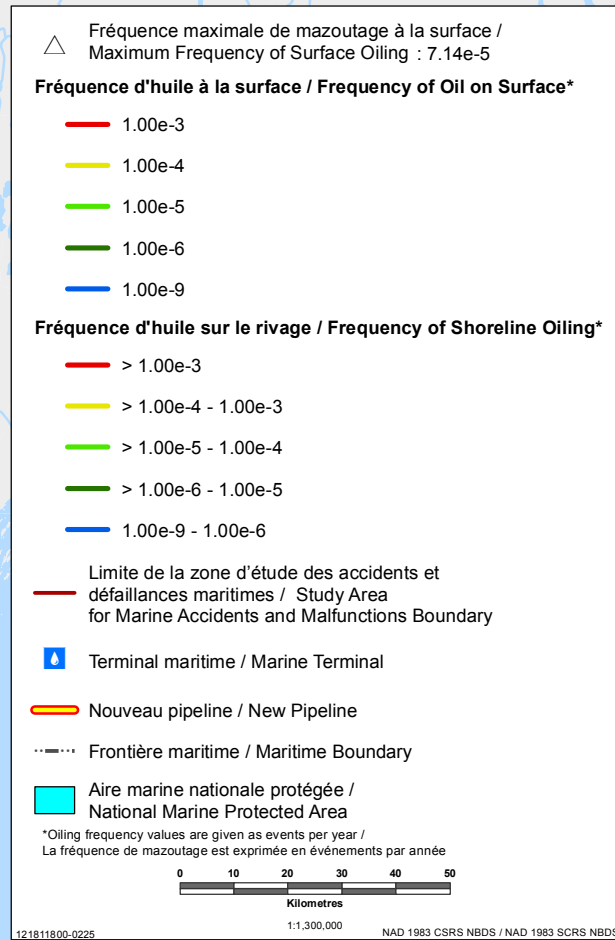 Fréquence maximale de mazoutage à la surface /
Maximum Frequency of Surface Oiling : 7.14e-5
Fréquence d'huile à la surface / Frequency of Oil on Surface*
1.00e-3
1.00e-4
1.00e-5
1.00e-6
1.00e-9
Fréquence d'huile sur le rivage / Frequency of Shoreline Oiling*
> 1.00e-3
> 1.00e-4 - 1.00e-3
> 1.00e-5 - 1.00e-4
> 1.00e-6 - 1.00e-5
1.00e-9 - 1.00e-6
Limite de la zone d’étude des accidents et
défaillances maritimes / Study Area
for Marine Accidents and Malfunctions Boundary
Terminal maritime / Marine Terminal
Nouveau pipeline / New Pipeline
Frontière maritime / Maritime Boundary
Aire marine nationale protégée /
National Marine Protected Area
*Oiling frequency values are given as events per year /
La fréquence de mazoutage est exprimée en événements par année
0 10 20 30 40 50
Kilometres
1:1,300,000
121811800-0225 NAD 1983 CSRS NBDS / NAD 1983 SCRS NBDS